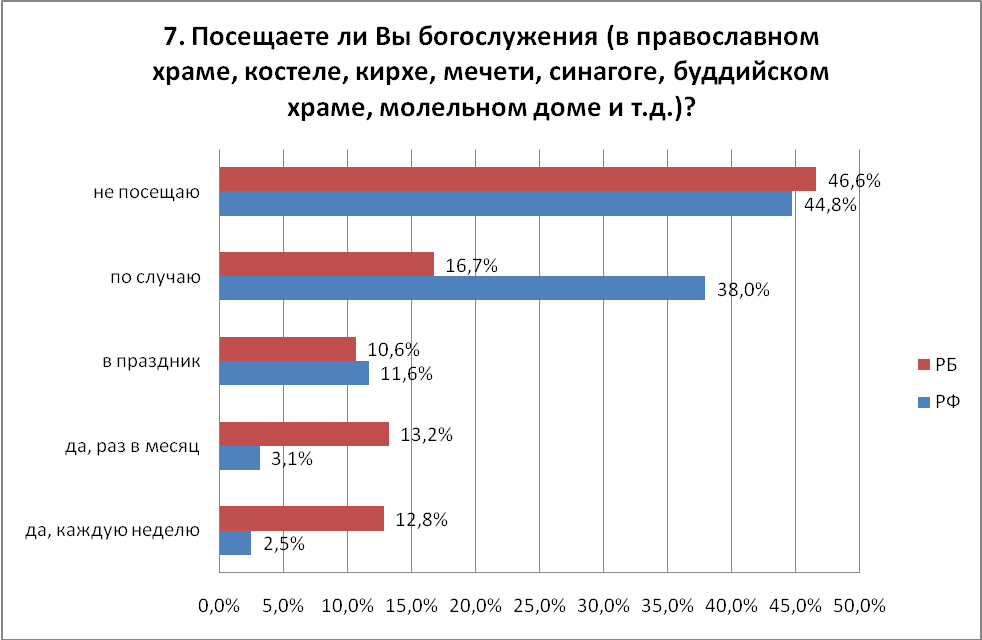 7. Посещаете ли Вы богослужения (в православном
храме, костеле, кирхе, мечети, синагоге, буддийском
храме, молельном доме и т.д.)?
не посещаю
46,6%
44,8%
по случаю
16,7%
38,0%
в праздник
10,6%
11,6%
да, раз в месяц
13,2%
3,1%
да, каждую неделю
12,8%
2,5%
РБ
РФ
0,0% 5,0% 10,0% 15,0% 20,0% 25,0% 30,0% 35,0% 40,0% 45,0% 50,0%